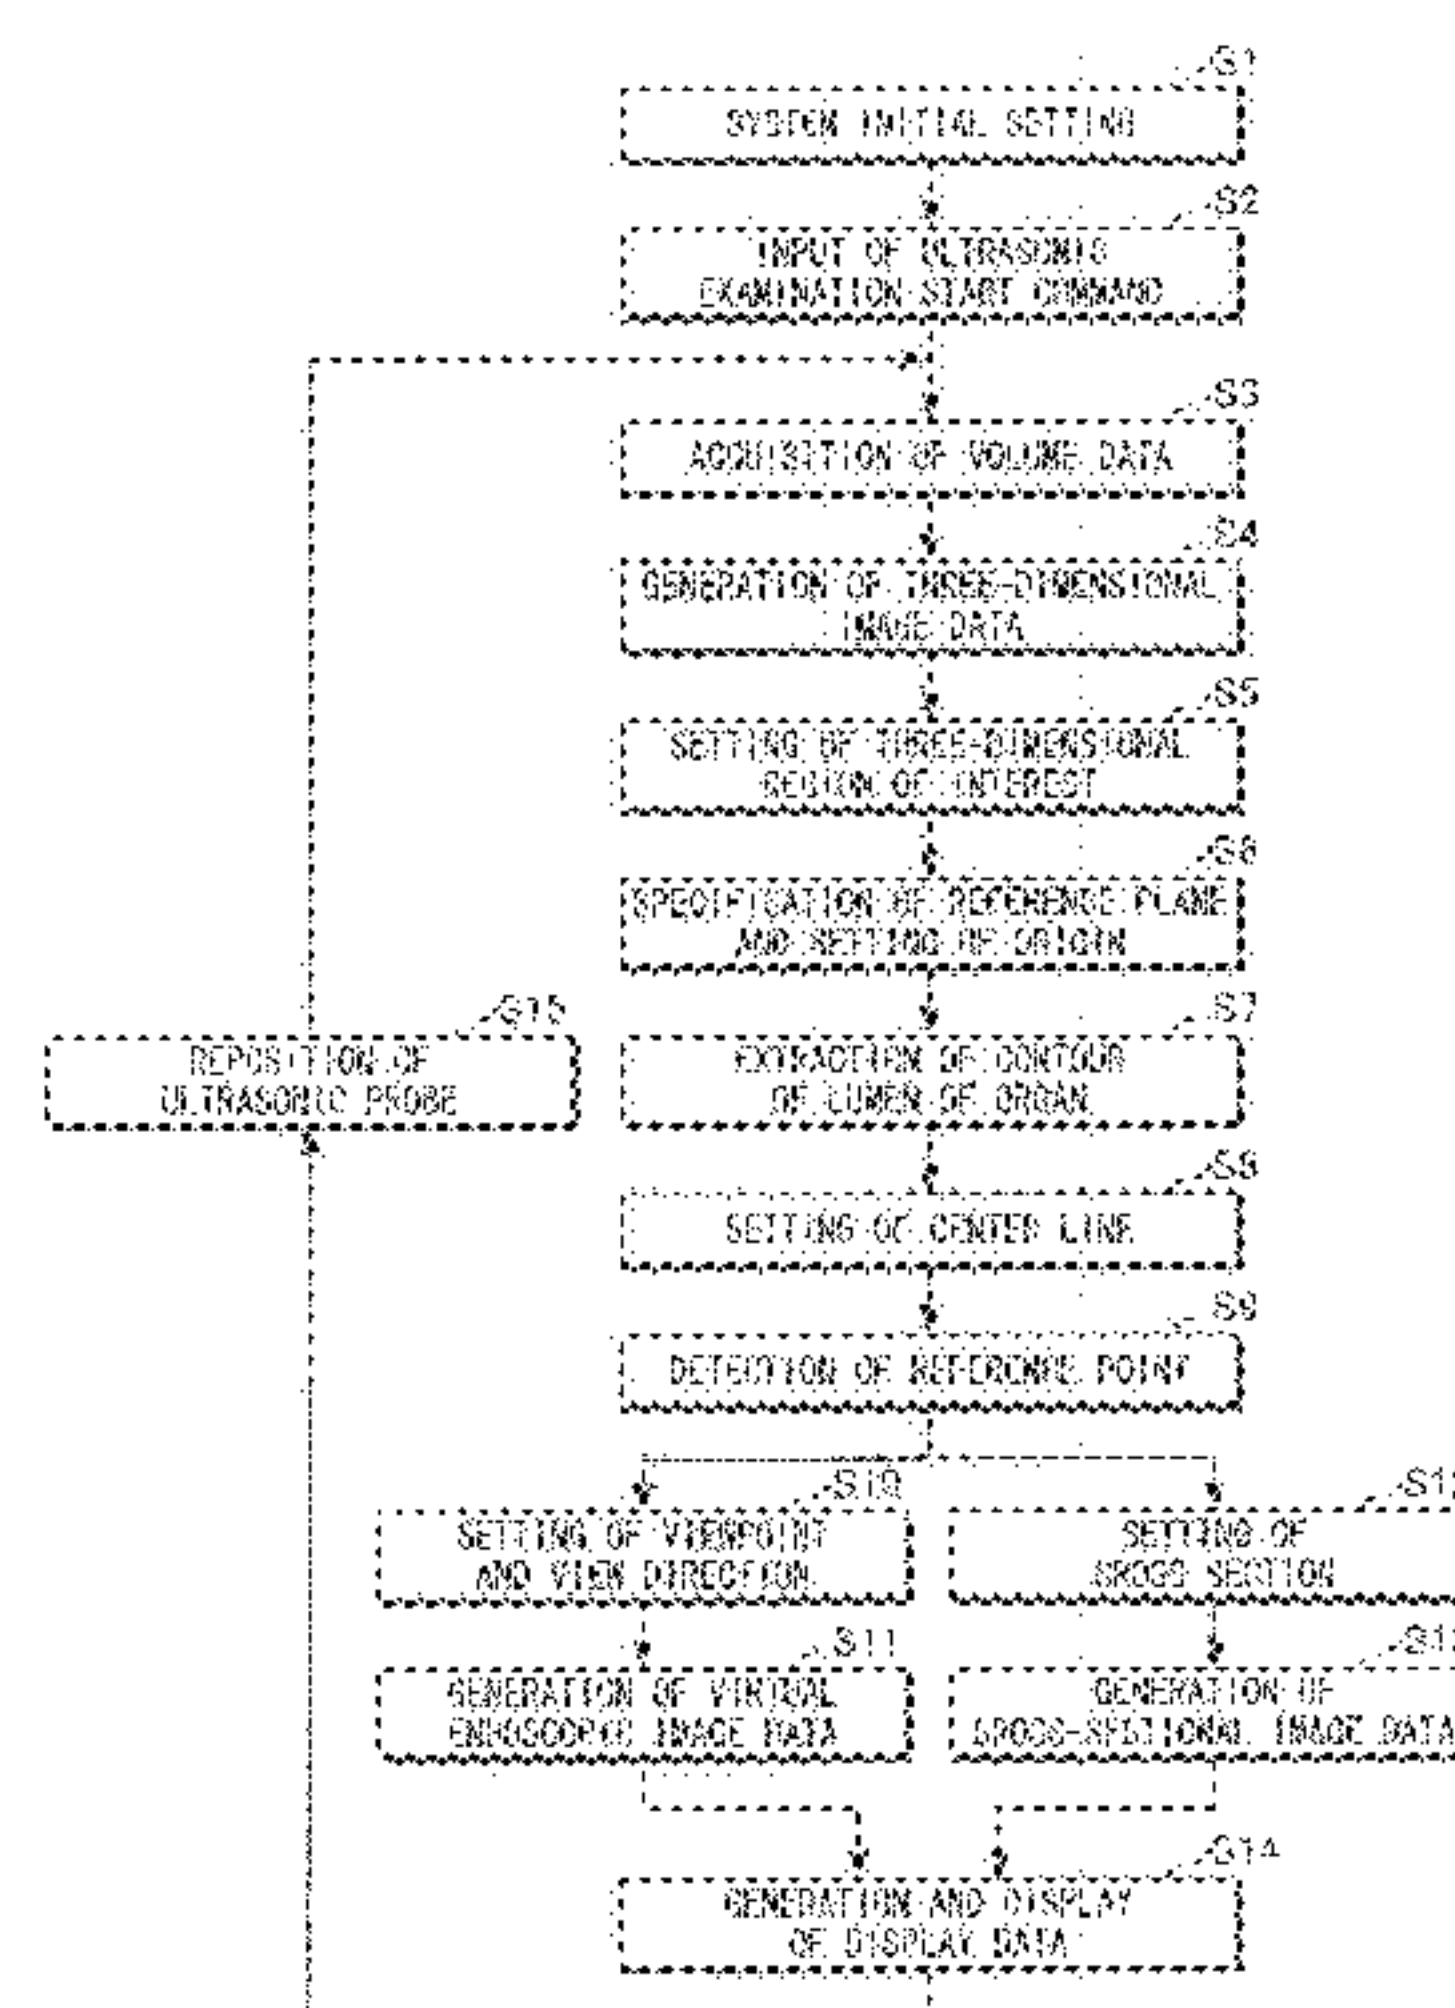 S1
SYSTEM INITIAL SETTING
S2
INPUT OF ULTRASONIC
EXAMINATION START COMMAND
S3
ACQUISITION OF VOLUME DATA
S4
GENERATION OF THREE-DIMENSIONAL
IMAGE DATA
S5
SETTING OF THREE-DIMENSIONAL
REGION OF INTEREST
S6
SPECIFICATION OF REFERENCE PLANE
AND SETTING OF ORIGIN
S15
REPOSITION OF
ULTRASONIC PROBE
S7
EXTRACTION OF CONTOUR
OF LUMEN OF ORGAN
S8
SETTING OF CENTER LINE
S9
DETECTION OF REFERENCE POINT
S10
SETTING OF VIEWPOINT
AND VIEW DIRECTION
SETTING OF
CROSS SECTION
S11
GENERATION OF VIRTUAL
ENDOSCOPIC IMAGE DATA
GENERATION OF
CROSS-SECTIONAL IMAGE DATA
S14
GENERATION AND DISPLAY
OF DISPLAY DATA